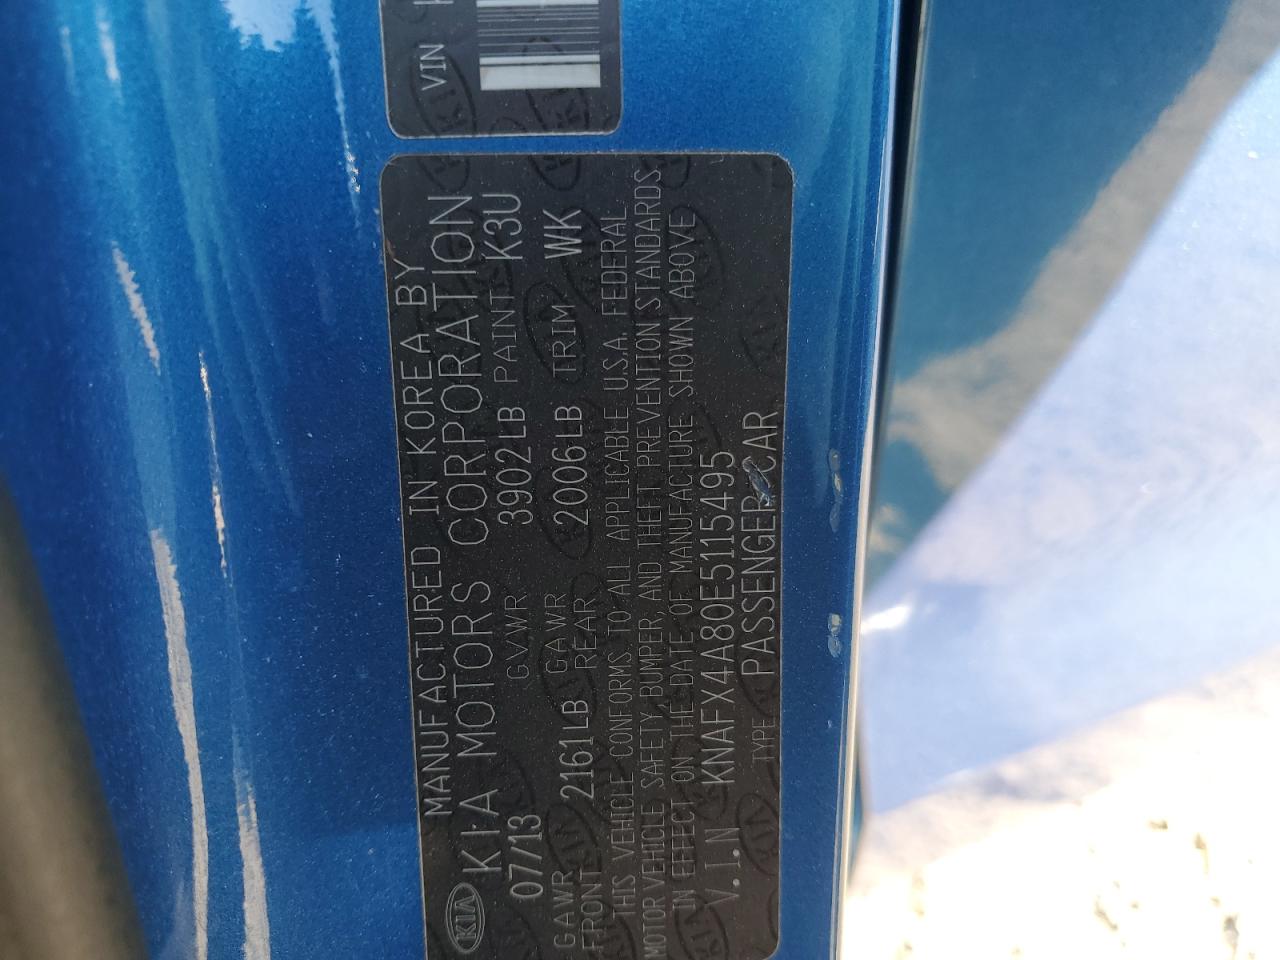 VIN
MANUFACTURED IN KOREA BY
KIA KIA MOTORS CORPORATION
07/13 GVWR 3902LB PAINT K3U
GAWR FRONT 2161LB GAWR REAR 2006LB TRIM WK
THIS VEHICLE CONFORMS TO ALL APPLICABLE U.S.A. FEDERAL
MOTOR VEHICLE SAFETY BUMPER, AND THEFT PREVENTION STANDARDS
IN EFFECT ON THE DATE OF MANUFACTURE SHOWN ABOVE
V.I.N KNAFX4A80E5115495
TYPE PASSENGER CAR